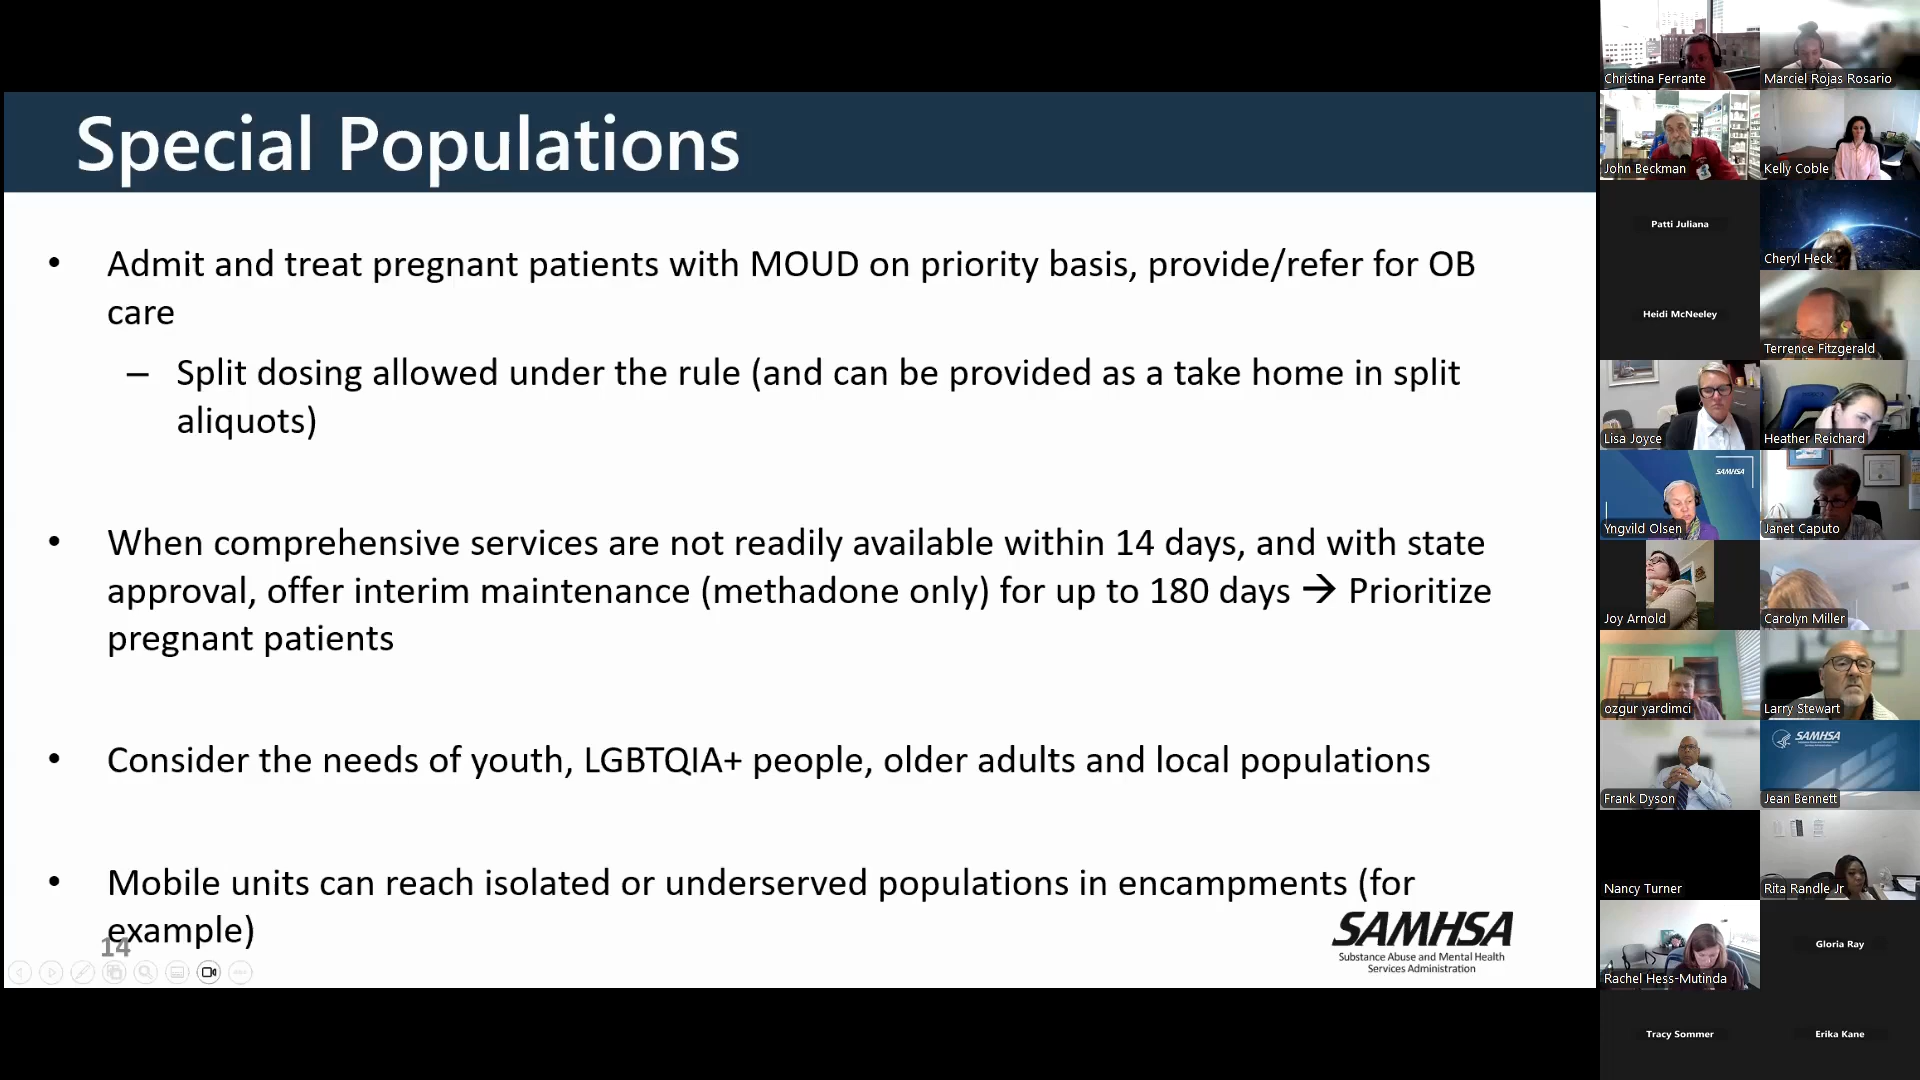 Special Populations
• Admit and treat pregnant patients with MOUD on priority basis, provide/refer for OB
care
– Split dosing allowed under the rule (and can be provided as a take home in split
aliquots)
• When comprehensive services are not readily available within 14 days, and with state
approval, offer interim maintenance (methadone only) for up to 180 days → Prioritize
pregnant patients
• Consider the needs of youth, LGBTQIA+ people, older adults and local populations
• Mobile units can reach isolated or underserved populations in encampments (for
example)
14
SAMHSA
Substance Abuse and Mental Health
Services Administration
Christina Ferrante
Marciel Rojas Rosario
John Beckman
Kelly Coble
Patti Juliana
Cheryl Heck
Heidi McNeeley
Terrence Fitzgerald
Lisa Joyce
Heather Reichard
SAMHSA
Yngvild Olsen
Janet Caputo
Joy Arnold
Carolyn Miller
ozgur yardimci
Larry Stewart
Frank Dyson
SAMHSA
Jean Bennett
Nancy Turner
Rita Randle Jr
Rachel Hess-Mutinda
Gloria Ray
Tracy Sommer
Erika Kane